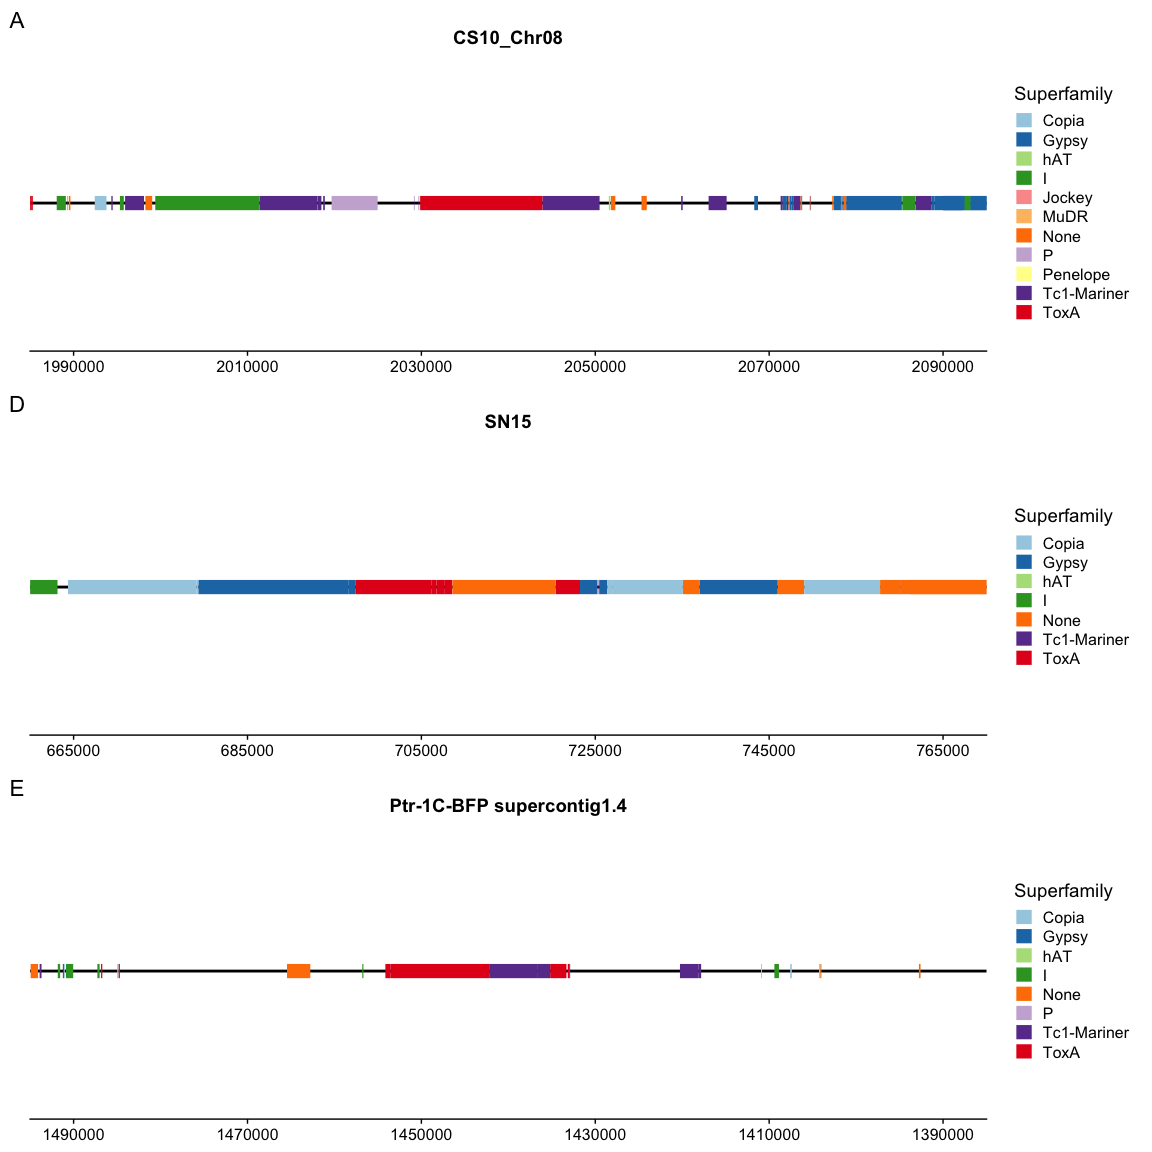 A
CS10_Chr08
Superfamily
Copia
Gypsy
hAT
I
Jockey
MuDR
None
P
Penelope
Tc1-Mariner
ToxA
1990000 2010000 2030000 2050000 2070000 2090000
D
SN15
Superfamily
Copia
Gypsy
hAT
I
None
Tc1-Mariner
ToxA
665000 685000 705000 725000 745000 765000
E
Ptr-1C-BFP supercontig1.4
Superfamily
Copia
Gypsy
hAT
I
None
P
Tc1-Mariner
ToxA
1490000 1470000 1450000 1430000 1410000 1390000